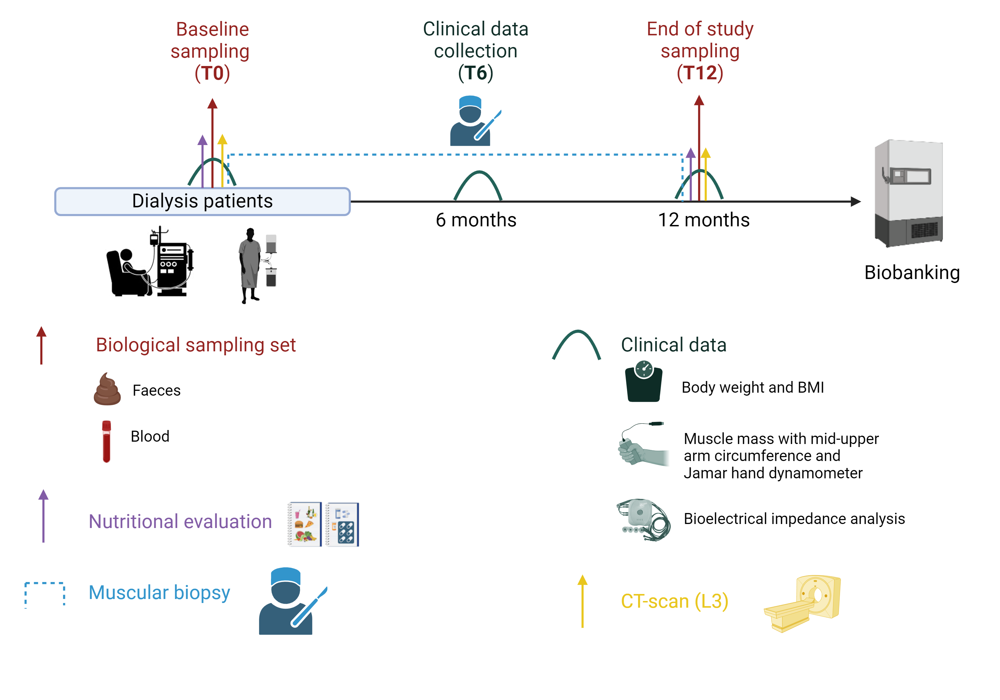 Baseline
sampling
(T0)
Clinical data
collection
(T6)
End of study
sampling
(T12)
Dialysis patients
6 months
12 months
Biobanking
Biological sampling set
Faeces
Blood
Nutritional evaluation
Muscular biopsy
Clinical data
Body weight and BMI
Muscle mass with mid-upper
arm circumference and
Jamar hand dynamometer
Bioelectrical impedance analysis
CT-scan (L3)